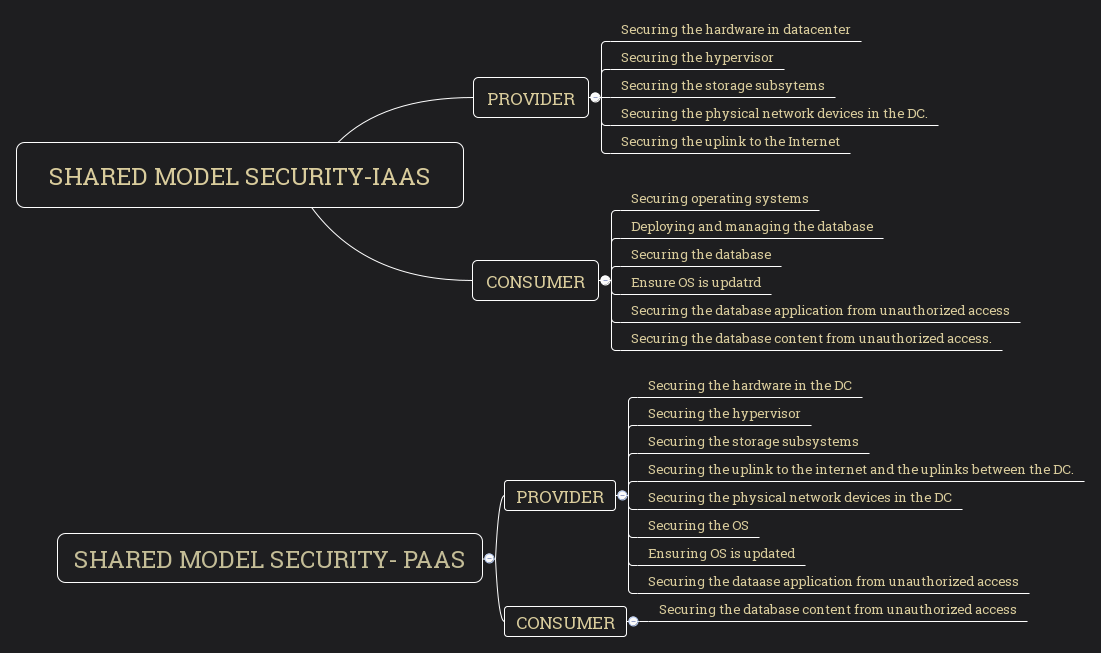 SHARED MODEL SECURITY-IAAS
PROVIDER
Securing the hardware in datacenter
Securing the hypervisor
Securing the storage subsytems
Securing the physical network devices in the DC.
Securing the uplink to the Internet
CONSUMER
Securing operating systems
Deploying and managing the database
Securing the database
Ensure OS is updatrd
Securing the database application from unauthorized access
Securing the database content from unauthorized access.
SHARED MODEL SECURITY- PAAS
PROVIDER
Securing the hardware in the DC
Securing the hypervisor
Securing the storage subsystems
Securing the uplink to the internet and the uplinks between the DC.
Securing the physical network devices in the DC
Securing the OS
Ensuring OS is updated
Securing the dataase application from unauthorized access
CONSUMER
Securing the database content from unauthorized access